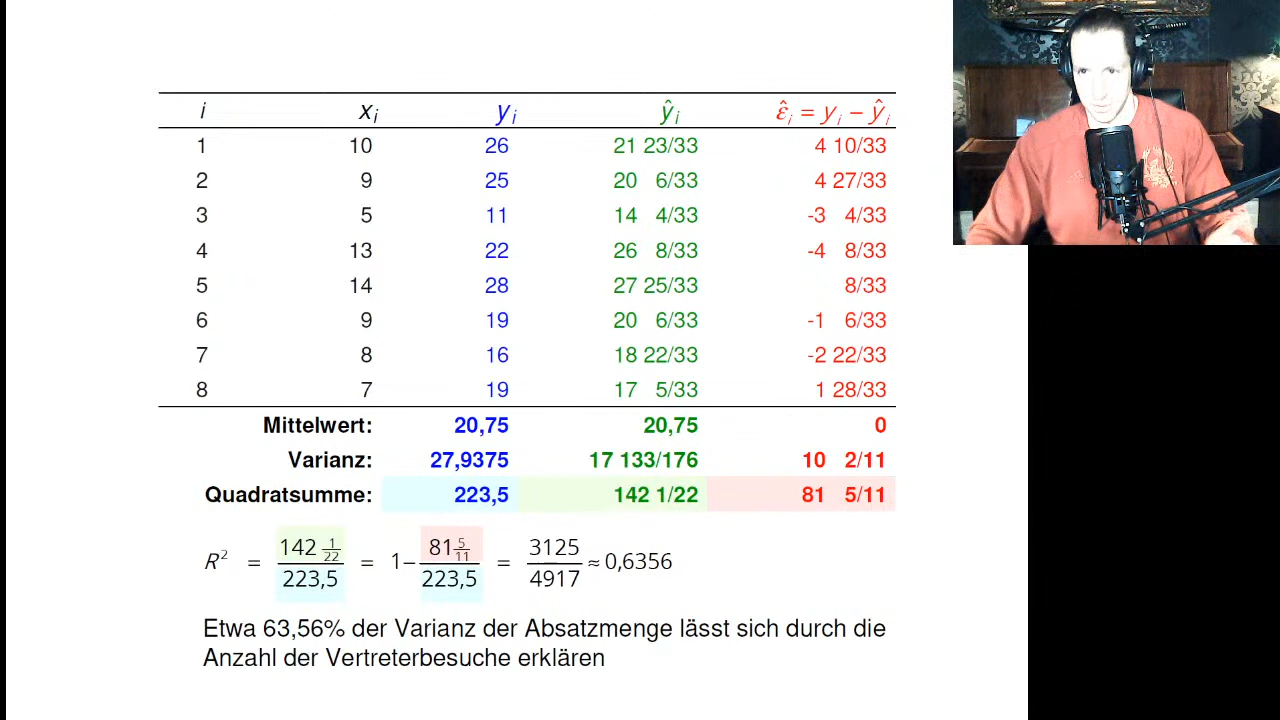 i xᵢ yᵢ ŷᵢ ε̂ᵢ = yᵢ − ŷᵢ
1 10 26 21 23/33 4 10/33
2 9 25 20 6/33 4 27/33
3 5 11 14 4/33 -3 4/33
4 13 22 26 8/33 -4 8/33
5 14 28 27 25/33 8/33
6 9 19 20 6/33 -1 6/33
7 8 16 18 22/33 -2 22/33
8 7 19 17 5/33 1 28/33
Mittelwert: 20,75 20,75 0
Varianz: 27,9375 17 133/176 10 2/11
Quadratsumme: 223,5 142 1/22 81 5/11
R² = 142 1/22 / 223,5 = 1− 81 5/11 / 223,5 = 3125/4917 ≈ 0,6356
Etwa 63,56% der Varianz der Absatzmenge lässt sich durch die
Anzahl der Vertreterbesuche erklären